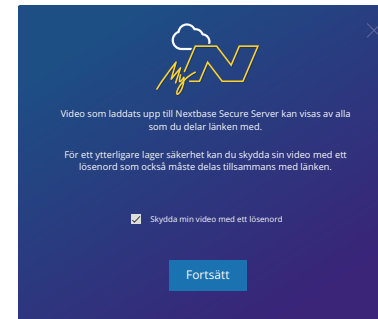 My N
Video som laddats upp till Nextbase Secure Server kan visas av alla
som du delar länken med.
För ett ytterligare lager säkerhet kan du skydda sin video med ett
lösenord som också måste delas tillsammans med länken.
Skydda min video med ett lösenord
Fortsätt